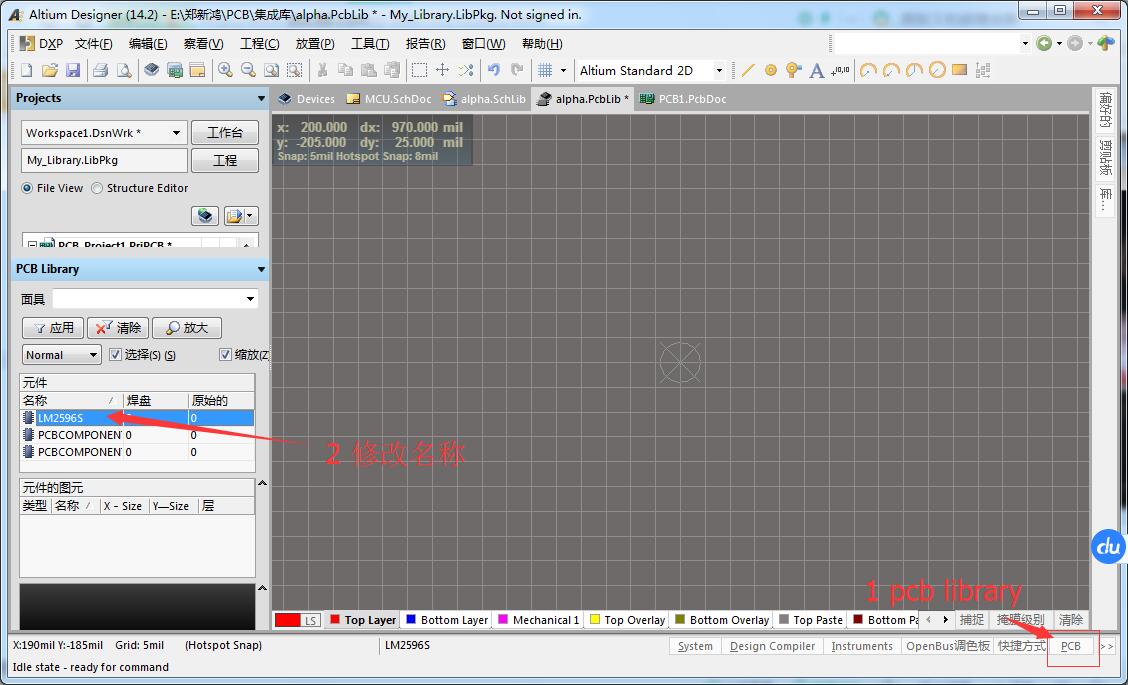 Altium Designer (14.2) - E:\郑新鸿\PCB\集成库\alpha.PcbLib * - My_Library.LibPkg. Not signed in.
DXP 文件(F) 编辑(E) 察看(V) 工程(C) 放置(P) 工具(T) 报告(R) 窗口(W) 帮助(H)
Altium Standard 2D
Projects
Devices MCU.SchDoc alpha.SchLib alpha.PcbLib * PCB1.PcbDoc
偏好的
剪贴板
库...
Workspace1.DsnWrk * 工作台
My_Library.LibPkg 工程
File View Structure Editor
PCB_Project1.PrjPCB *
x: 200.000 dx: 970.000 mil
y: -205.000 dy: 25.000 mil
Snap: 5mil Hotspot Snap: 8mil
PCB Library
面具
应用 清除 放大
Normal 选择(S) (S) 缩放(Z
元件
名称 焊盘 原始的
LM2596S 0
PCBCOMPONEN 0 0
PCBCOMPONEN 0 0
2 修改名称
元件的图元
类型 名称 X - Size Y—Size 层
du
1 pcb library
LS Top Layer Bottom Layer Mechanical 1 Top Overlay Bottom Overlay Top Paste Bottom Pa 捕捉 掩膜级别 清除
X:190mil Y:-185mil Grid: 5mil (Hotspot Snap) LM2596S
System Design Compiler Instruments OpenBus调色板 快捷方式 PCB >>
Idle state - ready for command